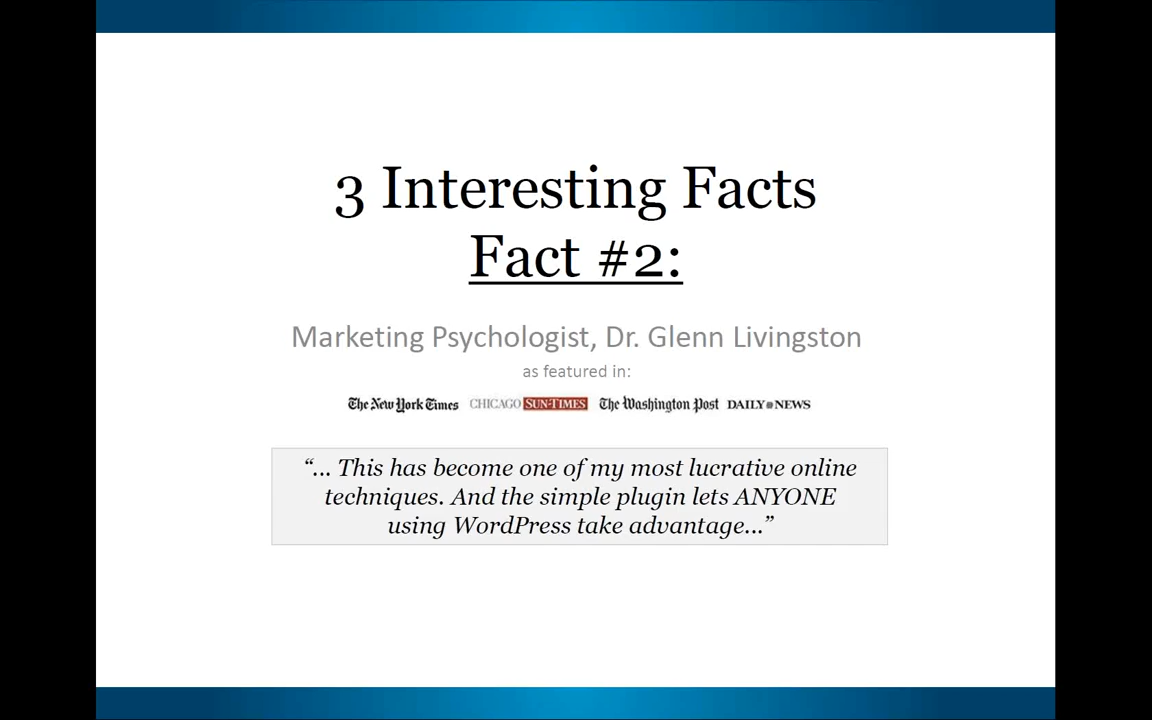 3 Interesting Facts
Fact #2:
Marketing Psychologist, Dr. Glenn Livingston
as featured in:
The New York Times CHICAGO SUN-TIMES The Washington Post DAILY NEWS
“... This has become one of my most lucrative online
techniques. And the simple plugin lets ANYONE
using WordPress take advantage...”